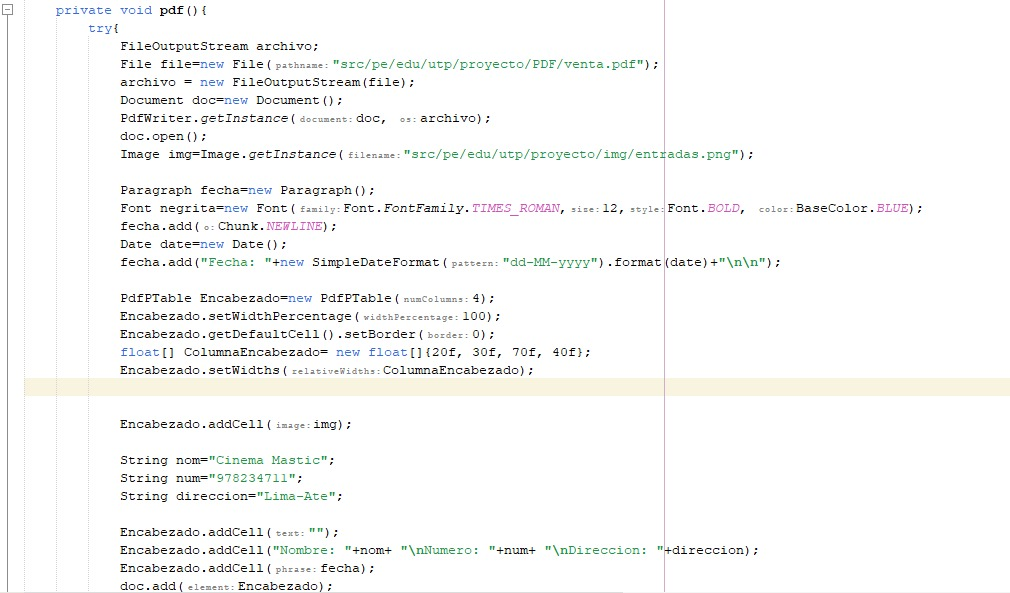 private void pdf(){
try{
FileOutputStream archivo;
File file=new File( pathname: "src/pe/edu/utp/proyecto/PDF/venta.pdf");
archivo = new FileOutputStream(file);
Document doc=new Document();
PdfWriter.getInstance( document: doc, os: archivo);
doc.open();
Image img=Image.getInstance( filename: "src/pe/edu/utp/proyecto/img/entradas.png");
Paragraph fecha=new Paragraph();
Font negrita=new Font( family: Font.FontFamily.TIMES_ROMAN, size: 12, style: Font.BOLD, color: BaseColor.BLUE);
fecha.add( o: Chunk.NEWLINE);
Date date=new Date();
fecha.add("Fecha: "+new SimpleDateFormat( pattern: "dd-MM-yyyy").format(date)+"\n\n");
PdfPTable Encabezado=new PdfPTable( numColumns: 4);
Encabezado.setWidthPercentage( widthPercentage: 100);
Encabezado.getDefaultCell().setBorder( border: 0);
float[] ColumnaEncabezado= new float[]{20f, 30f, 70f, 40f};
Encabezado.setWidths( relativeWidths: ColumnaEncabezado);
Encabezado.addCell( image: img);
String nom="Cinema Mastic";
String num="978234711";
String direccion="Lima-Ate";
Encabezado.addCell( text: "");
Encabezado.addCell("Nombre: "+nom+ "\nNumero: "+num+ "\nDireccion: "+direccion);
Encabezado.addCell( phrase: fecha);
doc.add( element: Encabezado);